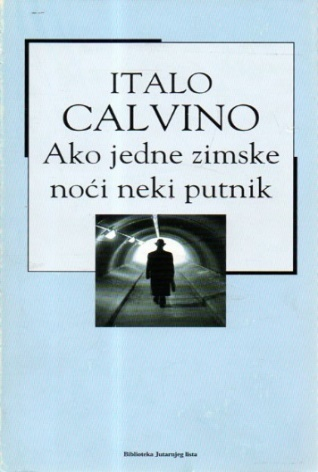 ITALO
CALVINO
Ako jedne zimske
noći neki putnik
Biblioteka Jutarnjeg lista